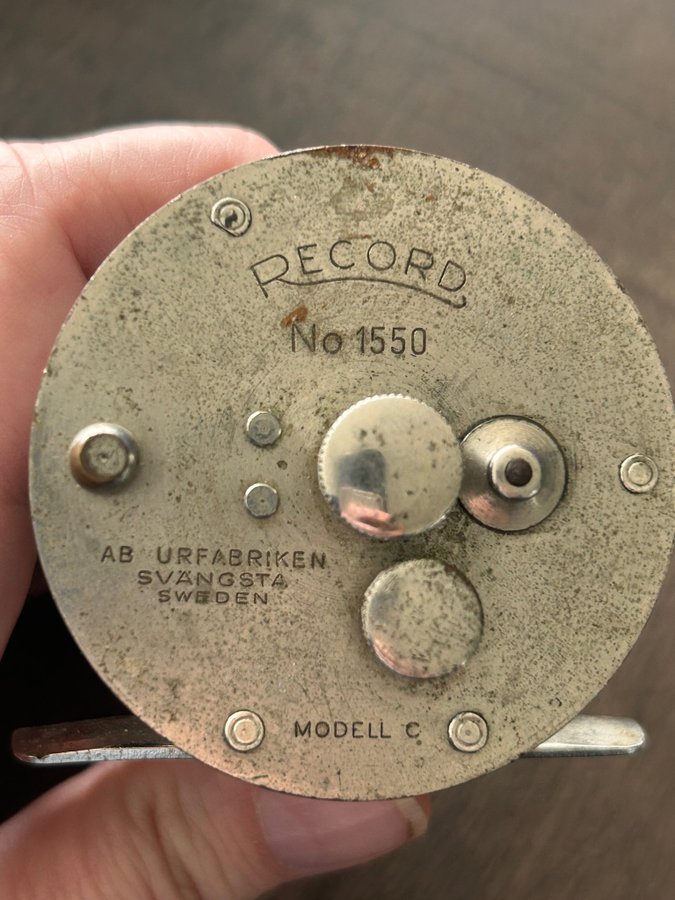 RECORD
No 1550
AB URFABRIKEN
SVÄNGSTA
SWEDEN
MODELL C